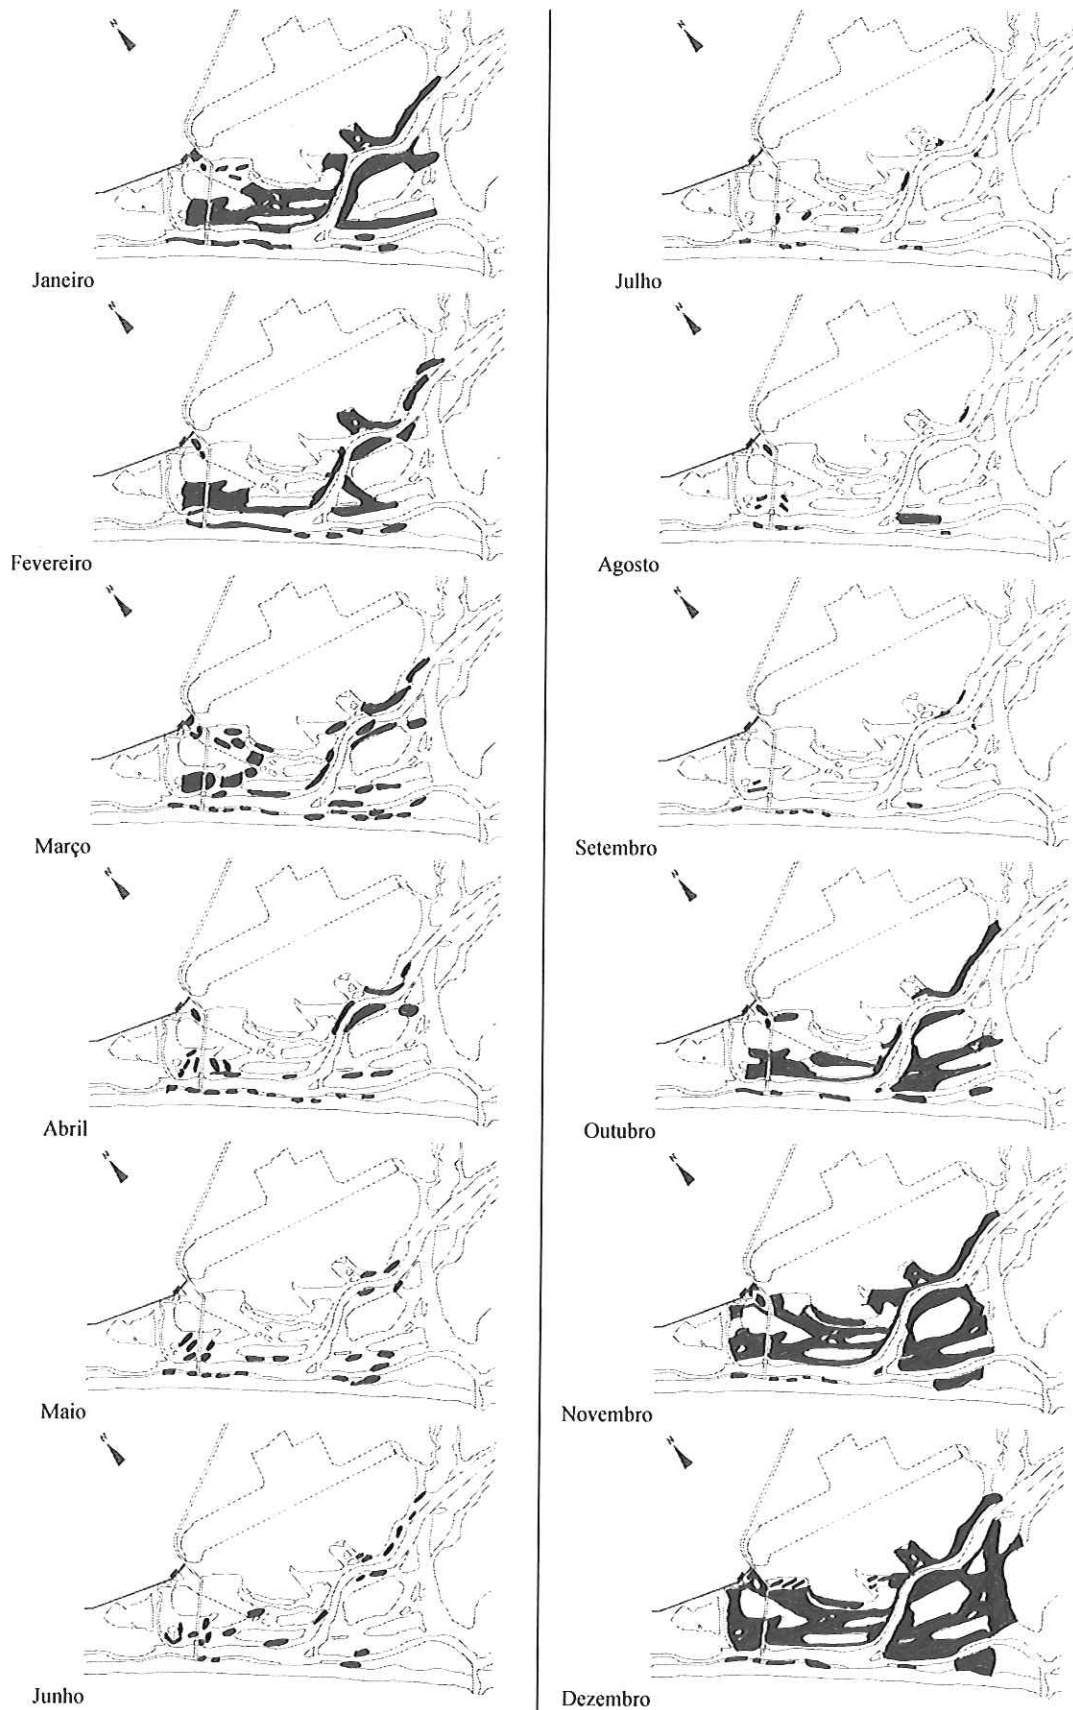 N
Janeiro
N
Fevereiro
N
Março
N
Abril
N
Maio
N
Junho
N
Julho
N
Agosto
N
Setembro
N
Outubro
N
Novembro
N
Dezembro